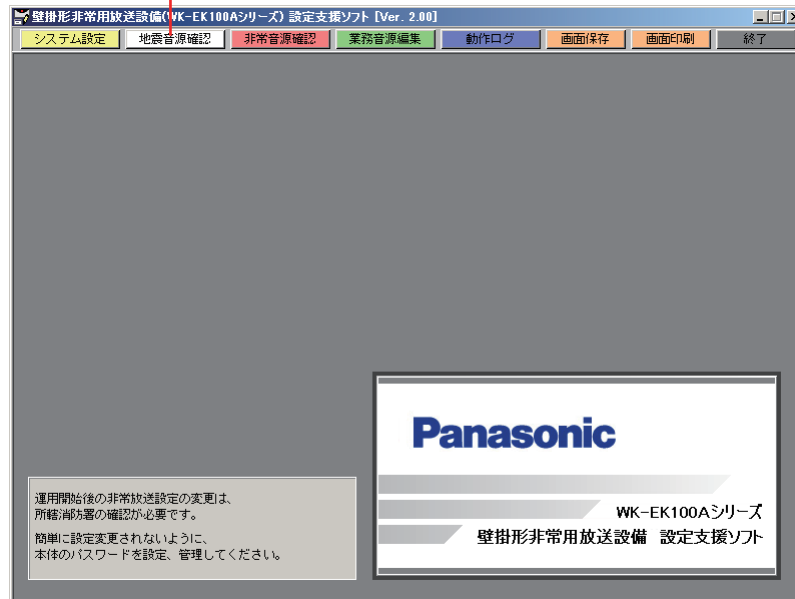 壁掛形非常用放送設備(WK-EK100Aシリーズ) 設定支援ソフト [Ver. 2.00]
システム設定 地震音源確認 非常音源確認 業務音源編集 動作ログ 画面保存 画面印刷 終了
Panasonic
WK-EK100Aシリーズ
壁掛形非常用放送設備 設定支援ソフト
運用開始後の非常放送設定の変更は、
所轄消防署の確認が必要です。
簡単に設定変更されないように、
本体のパスワードを設定、管理してください。